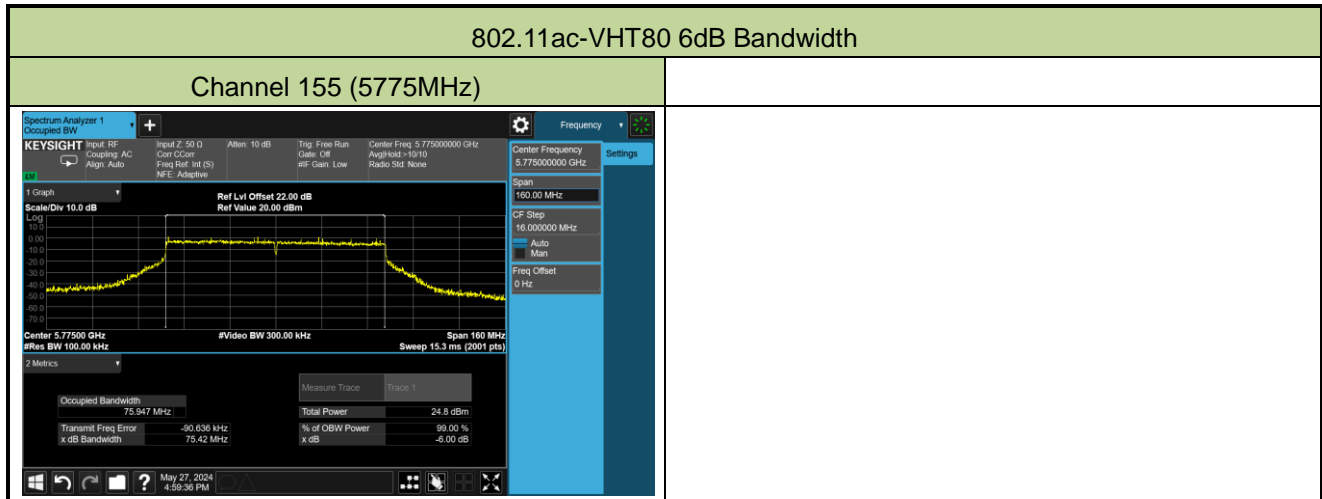 802.11ac-VHT80 6dB Bandwidth
Channel 155 (5775MHz)
Spectrum Analyzer 1
Occupied BW
+
Frequency
KEYSIGHT
Input: RF
Coupling: AC
Align: Auto
Input Z: 50 Ω
Corr CCorr
Freq Ref: Int (S)
NFE: Adaptive
Atten: 10 dB
Trig: Free Run
Gate: Off
#IF Gain: Low
Center Freq: 5.775000000 GHz
Avg|Hold:>10/10
Radio Std: None
Center Frequency
5.775000000 GHz
Settings
Span
160.00 MHz
CF Step
16.000000 MHz
Auto
Man
Freq Offset
0 Hz
1 Graph
Scale/Div 10.0 dB
Ref Lvl Offset 22.00 dB
Ref Value 20.00 dBm
Log
10.0
0.00
-10.0
-20.0
-30.0
-40.0
-50.0
-60.0
-70.0
Center 5.77500 GHz
#Res BW 100.00 kHz
#Video BW 300.00 kHz
Span 160 MHz
Sweep 15.3 ms (2001 pts)
2 Metrics
Measure Trace Trace 1
Occupied Bandwidth
75.947 MHz
Total Power 24.8 dBm
Transmit Freq Error -90.636 kHz
% of OBW Power 99.00 %
x dB Bandwidth 75.42 MHz
x dB -6.00 dB
?
May 27, 2024
4:59:36 PM